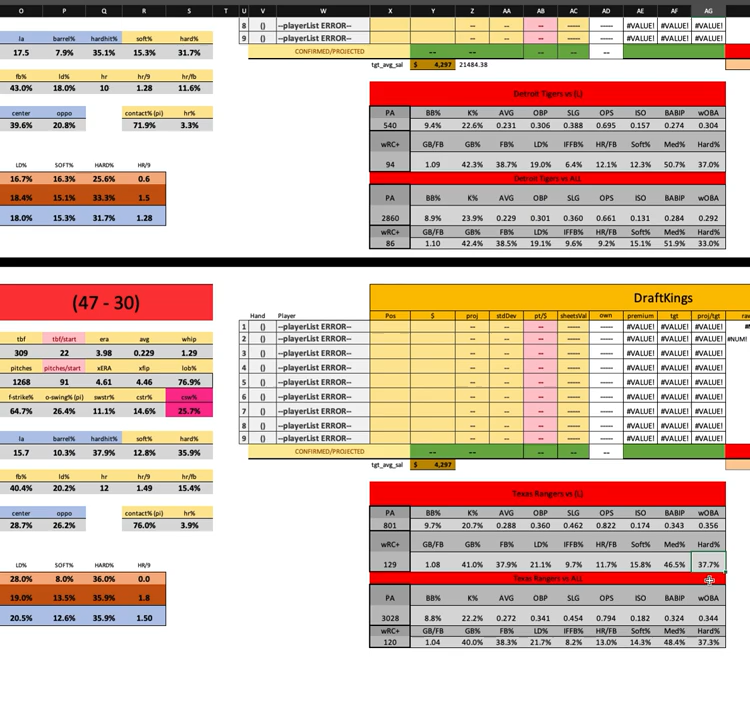 O P Q R S T U V W X Y Z AA AB AC AD AE AF AG
8 () --playerList ERROR-- -- -- -- ----- ----- #VALUE! #VALUE! #VALUE!
la barrel% hardhit% soft% hard% 9 () --playerList ERROR-- -- -- -- ----- ----- #VALUE! #VALUE! #VALUE!
17.5 7.9% 35.1% 15.3% 31.7% CONFIRMED/PROJECTED -- -- -- -- ----- --
tgt_avg_sal $ 4,297 21484.38
fb% ld% hr hr/9 hr/fb
43.0% 18.0% 10 1.28 11.6%
Detroit Tigers vs (L)
center oppo contact% (pi) hr% PA BB% K% AVG OBP SLG OPS ISO BABIP wOBA
39.6% 20.8% 71.9% 3.3% 540 9.4% 22.6% 0.231 0.306 0.388 0.695 0.157 0.274 0.304
wRC+ GB/FB GB% FB% LD% IFFB% HR/FB Soft% Med% Hard%
LD% SOFT% HARD% HR/9 94 1.09 42.3% 38.7% 19.0% 6.4% 12.1% 12.3% 50.7% 37.0%
16.7% 16.3% 25.6% 0.6 Detroit Tigers vs ALL
18.4% 15.1% 33.3% 1.5 PA BB% K% AVG OBP SLG OPS ISO BABIP wOBA
18.0% 15.3% 31.7% 1.28 2860 8.9% 23.9% 0.229 0.301 0.360 0.661 0.131 0.284 0.292
wRC+ GB/FB GB% FB% LD% IFFB% HR/FB Soft% Med% Hard%
86 1.10 42.4% 38.5% 19.1% 9.6% 9.2% 15.1% 51.9% 33.0%
(47 - 30) DraftKings
Hand Player Pos $ proj stdDev pt/$ sheetsVal own premium tgt proj/tgt
tbf tbf/start era avg whip 1 () --playerList ERROR-- -- -- -- ----- ----- #VALUE! #VALUE! #VALUE!
309 22 3.98 0.229 1.29 2 () --playerList ERROR-- -- -- -- ----- ----- #VALUE! #VALUE! #VALUE! #NUM!
pitches pitches/start xERA xfip lob% 3 () --playerList ERROR-- -- -- -- ----- ----- #VALUE! #VALUE! #VALUE!
1268 91 4.61 4.46 76.9% 4 () --playerList ERROR-- -- -- -- ----- ----- #VALUE! #VALUE! #VALUE!
f-strike% o-swing% (pi) swstr% cstr% csw% 5 () --playerList ERROR-- -- -- -- ----- ----- #VALUE! #VALUE! #VALUE!
64.7% 26.4% 11.1% 14.6% 25.7% 6 () --playerList ERROR-- -- -- -- ----- ----- #VALUE! #VALUE! #VALUE!
7 () --playerList ERROR-- -- -- -- ----- ----- #VALUE! #VALUE! #VALUE!
8 () --playerList ERROR-- -- -- -- ----- ----- #VALUE! #VALUE! #VALUE!
la barrel% hardhit% soft% hard% 9 () --playerList ERROR-- -- -- -- ----- ----- #VALUE! #VALUE! #VALUE!
15.7 10.3% 37.9% 12.8% 35.9% CONFIRMED/PROJECTED -- -- -- -- ----- --
tgt_avg_sal $ 4,297
fb% ld% hr hr/9 hr/fb
40.4% 20.2% 12 1.49 15.4%
Texas Rangers vs (L)
center oppo contact% (pi) hr% PA BB% K% AVG OBP SLG OPS ISO BABIP wOBA
28.7% 26.2% 76.0% 3.9% 801 9.7% 20.7% 0.288 0.360 0.462 0.822 0.174 0.343 0.356
wRC+ GB/FB GB% FB% LD% IFFB% HR/FB Soft% Med% Hard%
LD% SOFT% HARD% HR/9 129 1.08 41.0% 37.9% 21.1% 9.7% 11.7% 15.8% 46.5% 37.7%
28.0% 8.0% 36.0% 0.0 Texas Rangers vs ALL
19.0% 13.5% 35.9% 1.8 PA BB% K% AVG OBP SLG OPS ISO BABIP wOBA
20.5% 12.6% 35.9% 1.50 3028 8.8% 22.2% 0.272 0.341 0.454 0.794 0.182 0.324 0.344
wRC+ GB/FB GB% FB% LD% IFFB% HR/FB Soft% Med% Hard%
120 1.04 40.0% 38.3% 21.7% 8.2% 13.0% 14.3% 48.4% 37.3%